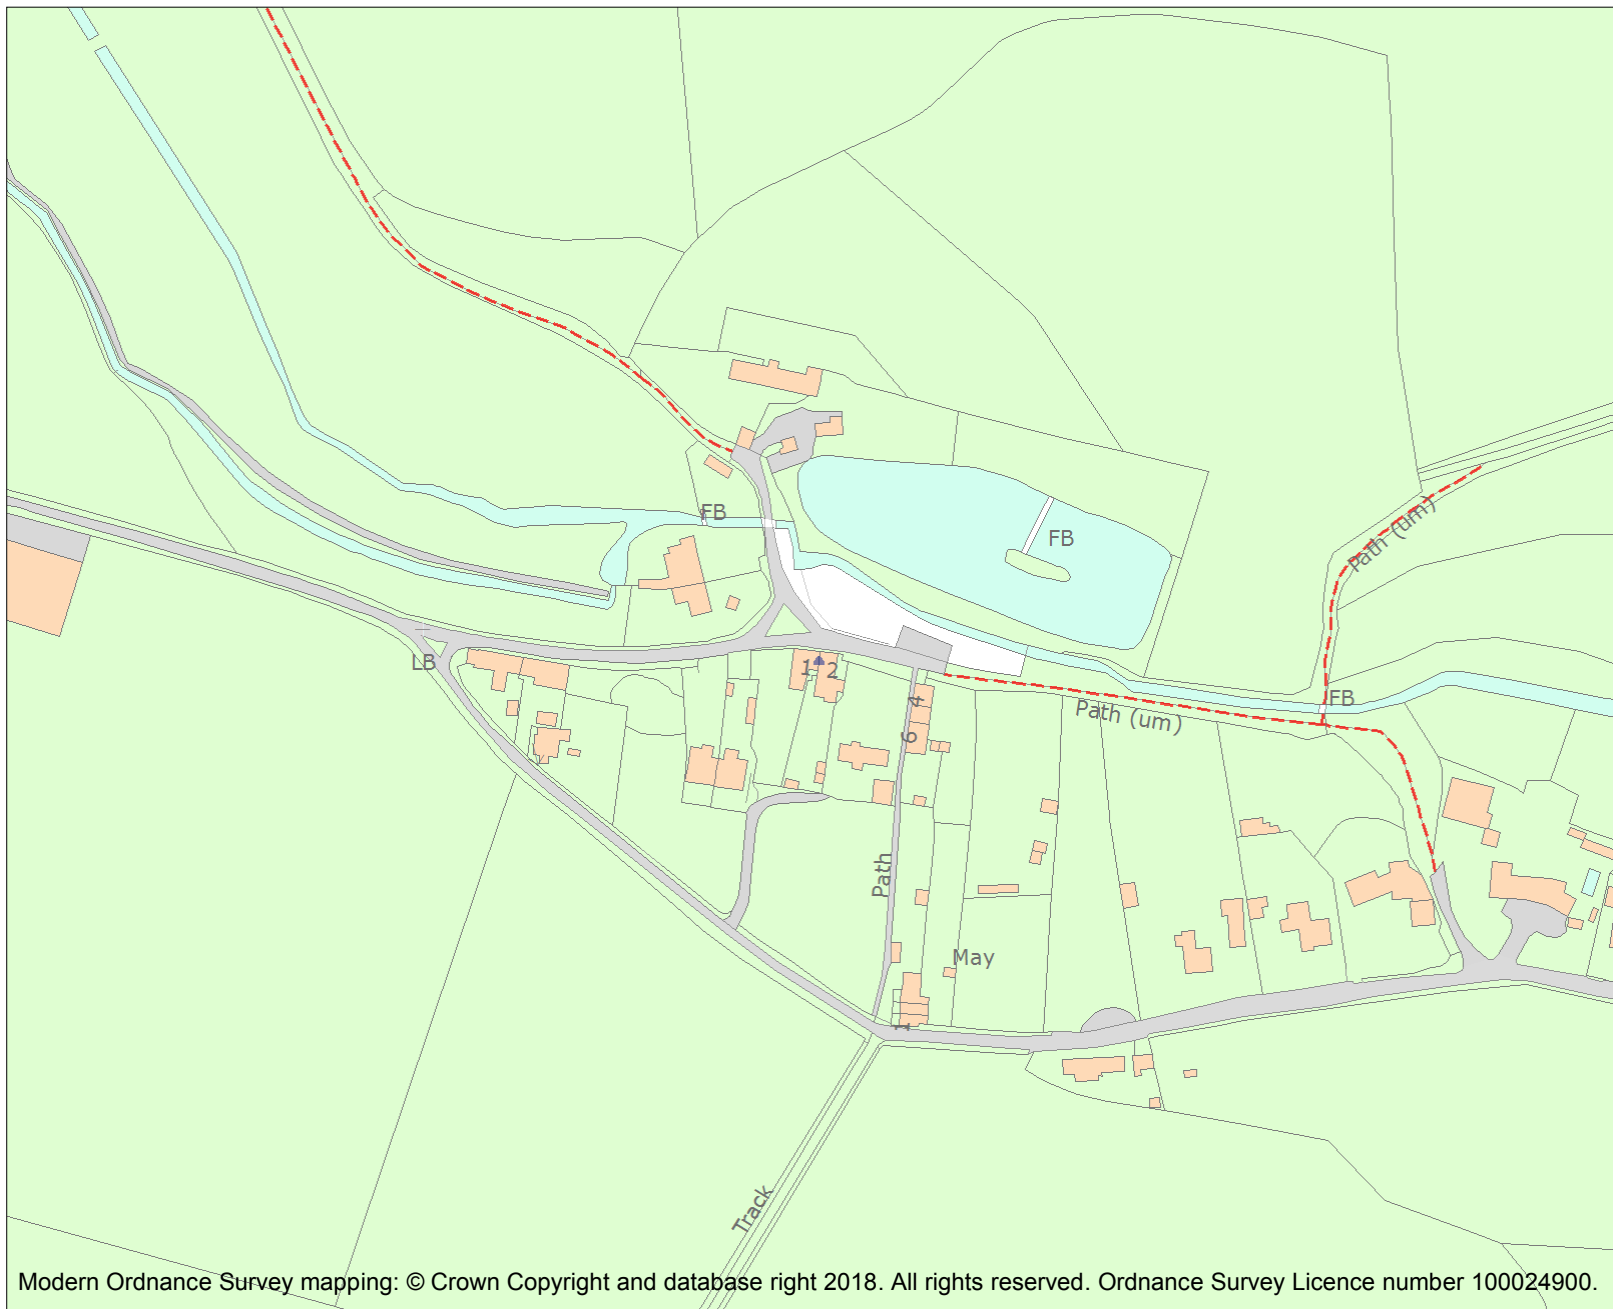 FB
FB
Path (um)
LB
1
2
4
6
FB
Path (um)
Path
May
1
Track
Modern Ordnance Survey mapping: © Crown Copyright and database right 2018. All rights reserved. Ordnance Survey Licence number 100024900.